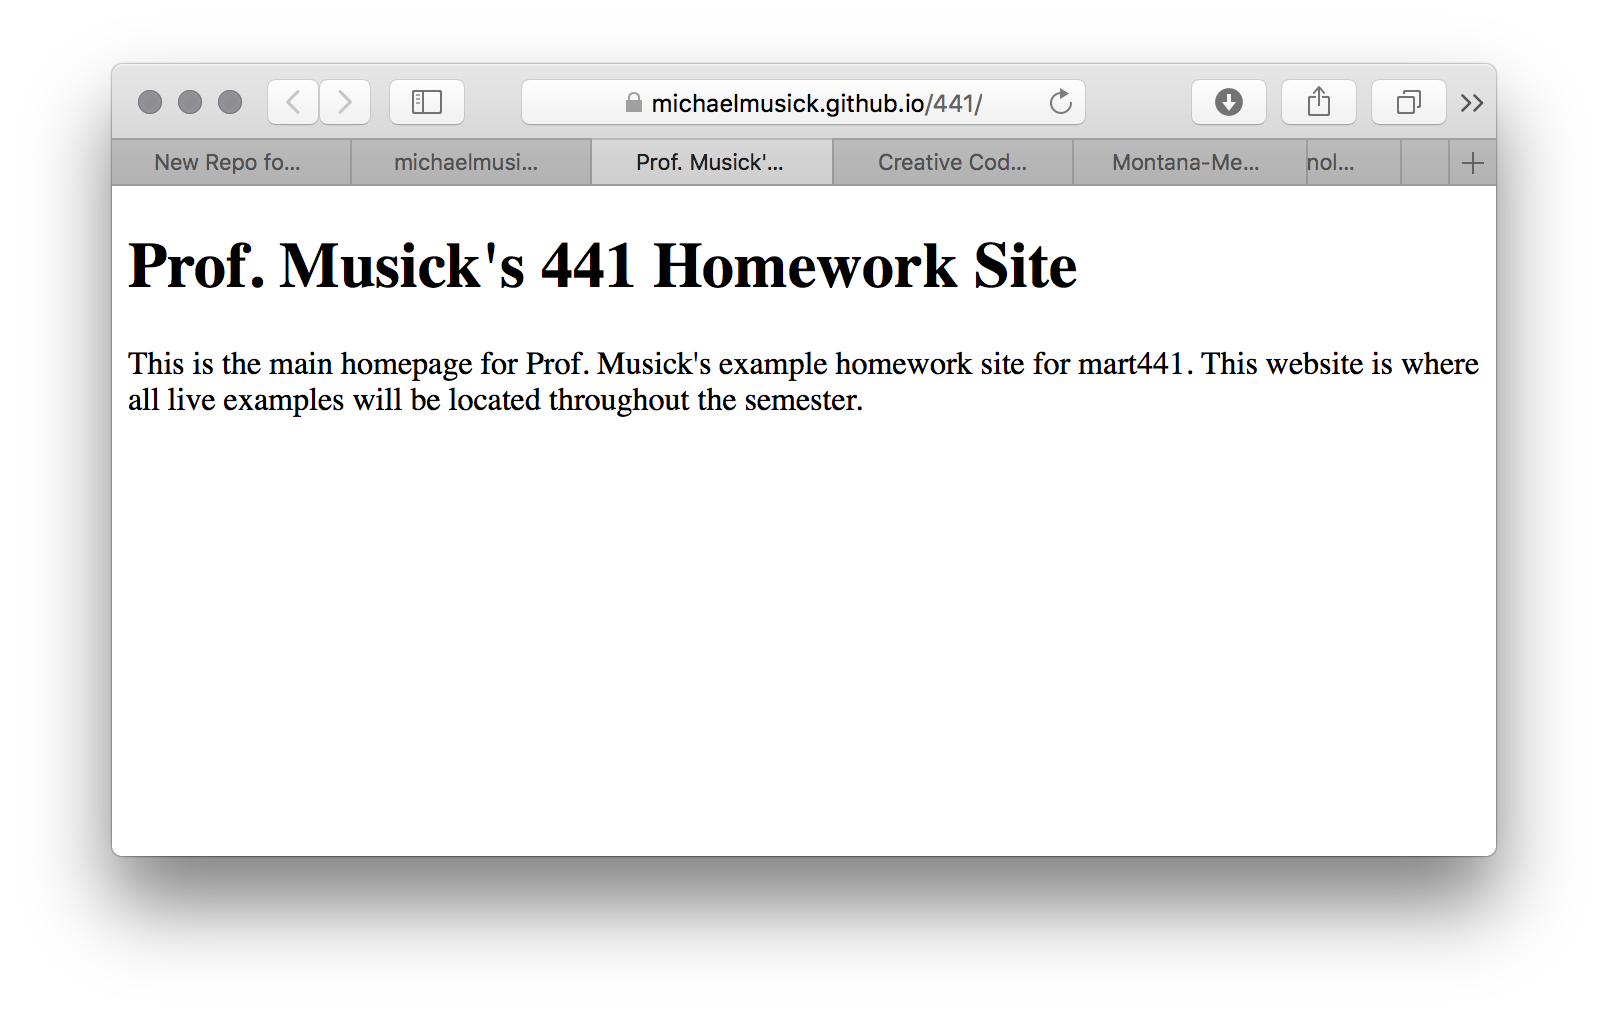 michaelmusick.github.io/441/
New Repo fo... michaelmusi... Prof. Musick'... Creative Cod... Montana-Me... nol...
Prof. Musick's 441 Homework Site
This is the main homepage for Prof. Musick's example homework site for mart441. This website is where
all live examples will be located throughout the semester.